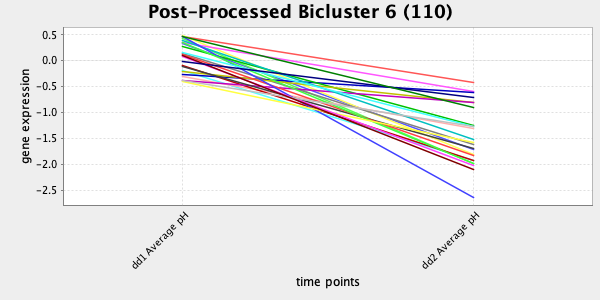 Post-Processed Bicluster 6 (110)
0.5
0.0
-0.5
-1.0
-1.5
-2.0
-2.5
gene expression
dd1 Average pH
dd2 Average pH
time points